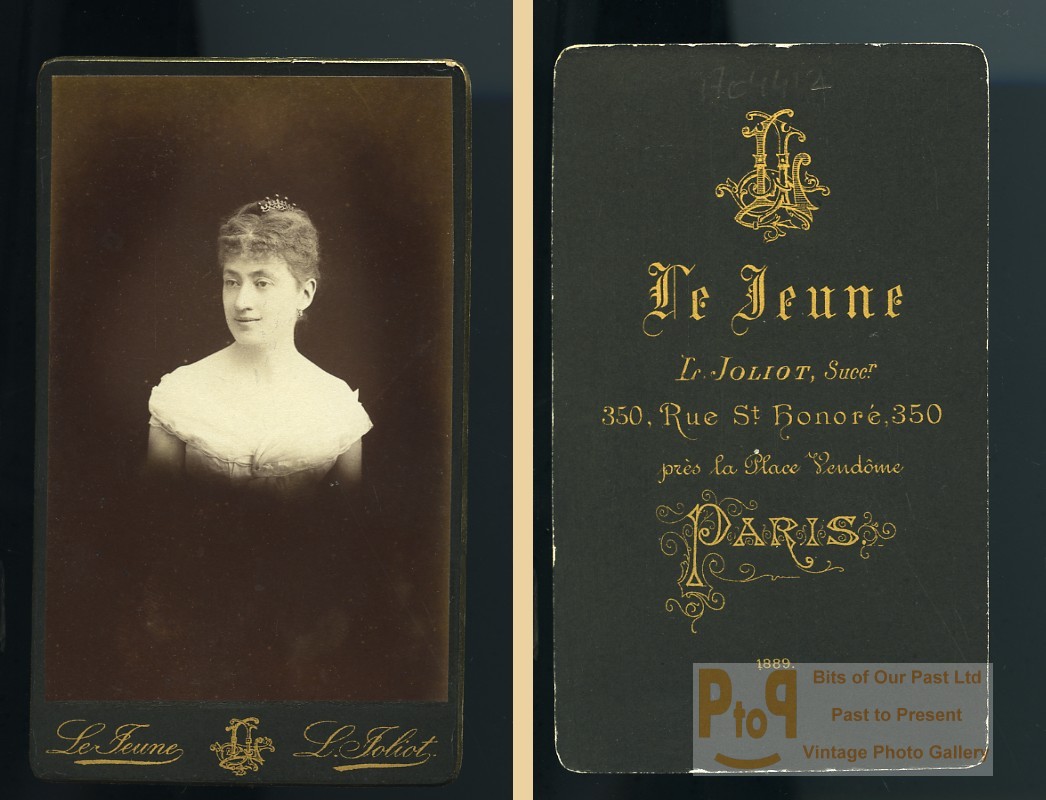 Le Jeune
L. Joliot.
Le Jeune
L. JOLIOT, Succr
350, Rue St Honoré, 350
près la Place Vendôme
PARIS.
1889.
PtoP
Bits of Our Past Ltd
Past to Present
Vintage Photo Gallery